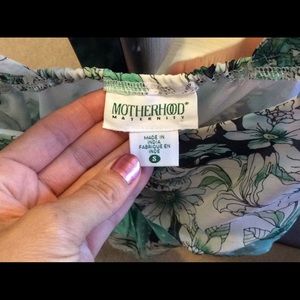 MOTHERHOOD®
MATERNITY
MADE IN
INDIA
FABRIQUE EN
INDE
S